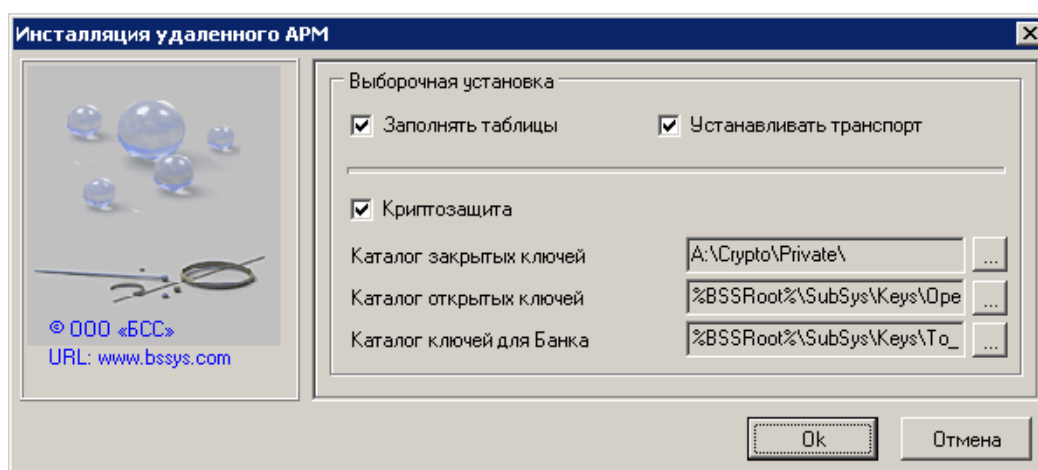 Инсталляция удаленного АРМ
Выборочная установка
Заполнять таблицы
Устанавливать транспорт
Криптозащита
Каталог закрытых ключей
A:\Crypto\Private\
...
Каталог открытых ключей
%BSSRoot%\SubSys\Keys\Ope
...
Каталог ключей для Банка
%BSSRoot%\SubSys\Keys\To_
...
© ООО «БСС»
URL: www.bssys.com
Ok
Отмена